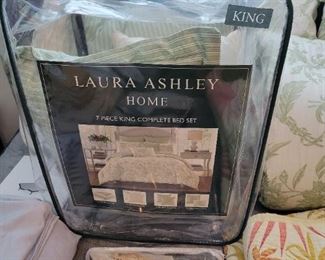 KING
LAURA ASHLEY
HOME
7 PIECE KING COMPLETE BED SET